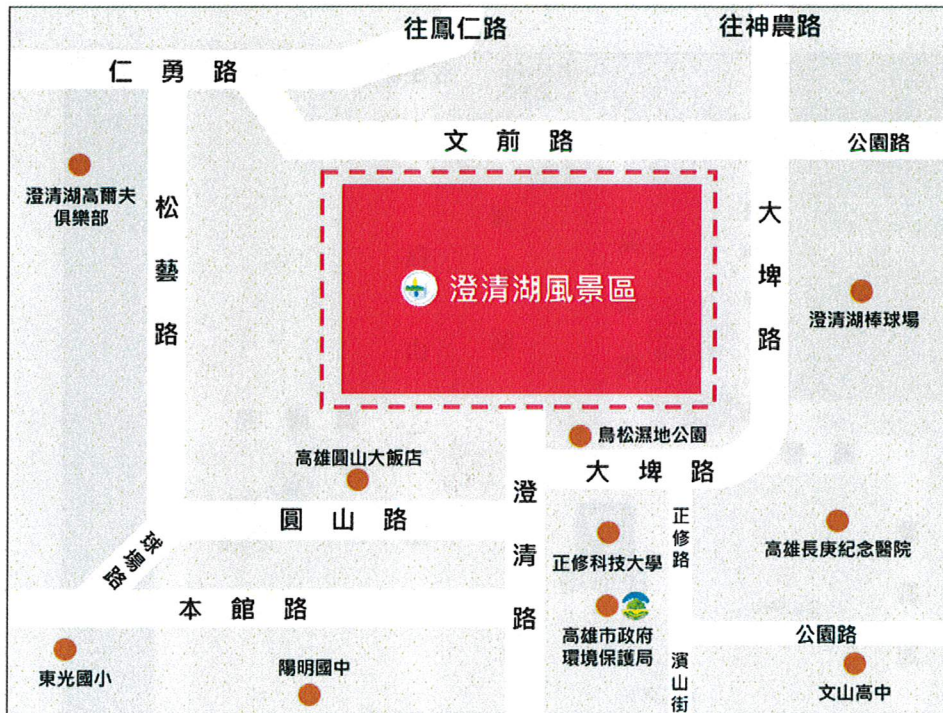 往鳳仁路
往神農路
仁勇路
文前路
公園路
澄清湖高爾夫
俱樂部
松藝路
大埤路
澄清湖風景區
澄清湖棒球場
鳥松濕地公園
高雄圓山大飯店
大埤路
澄清路
圓山路
正修路
正修科技大學
高雄長庚紀念醫院
球場路
本館路
高雄市政府
環境保護局
公園路
東光國小
陽明國中
濱山街
文山高中